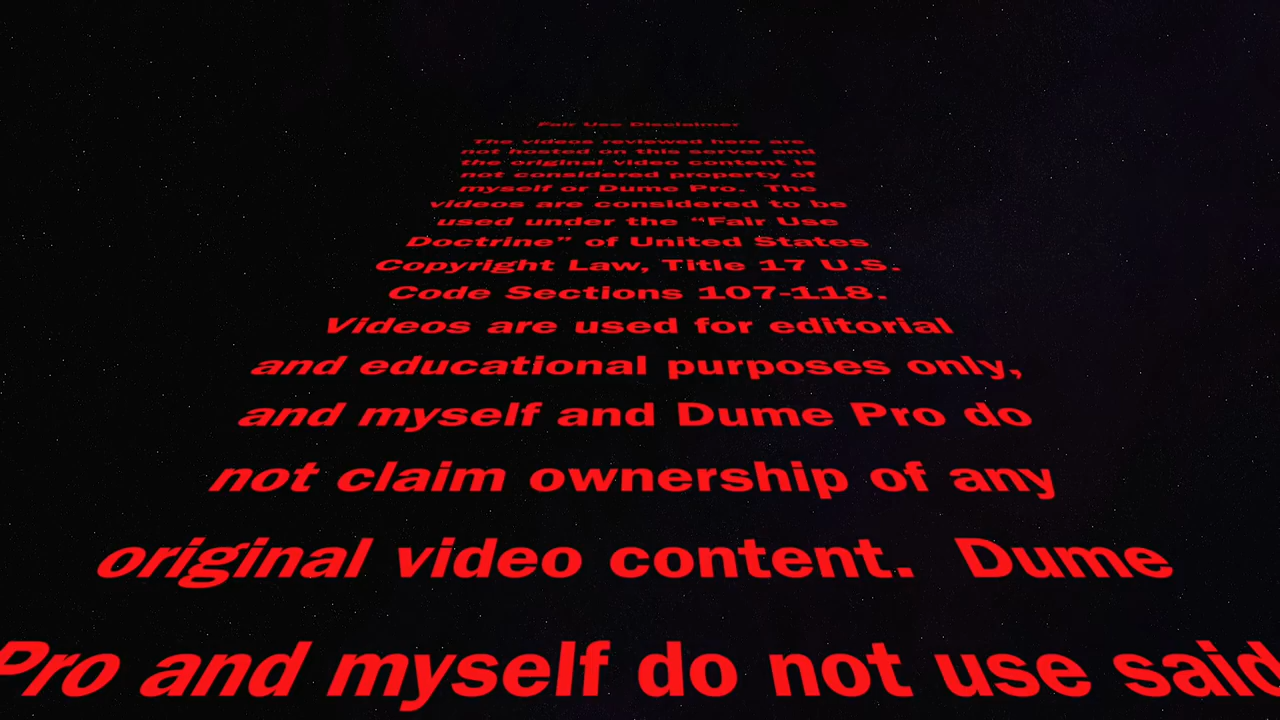 Fair Use Disclaimer
The videos reviewed here are
not hosted on this server and
the original video content is
not considered property of
myself or Dume Pro.  The
videos are considered to be
used under the “Fair Use
Doctrine” of United States
Copyright Law, Title 17 U.S.
Code Sections 107-118.
Videos are used for editorial
and educational purposes only,
and myself and Dume Pro do
not claim ownership of any
original video content.  Dume
Pro and myself do not use said